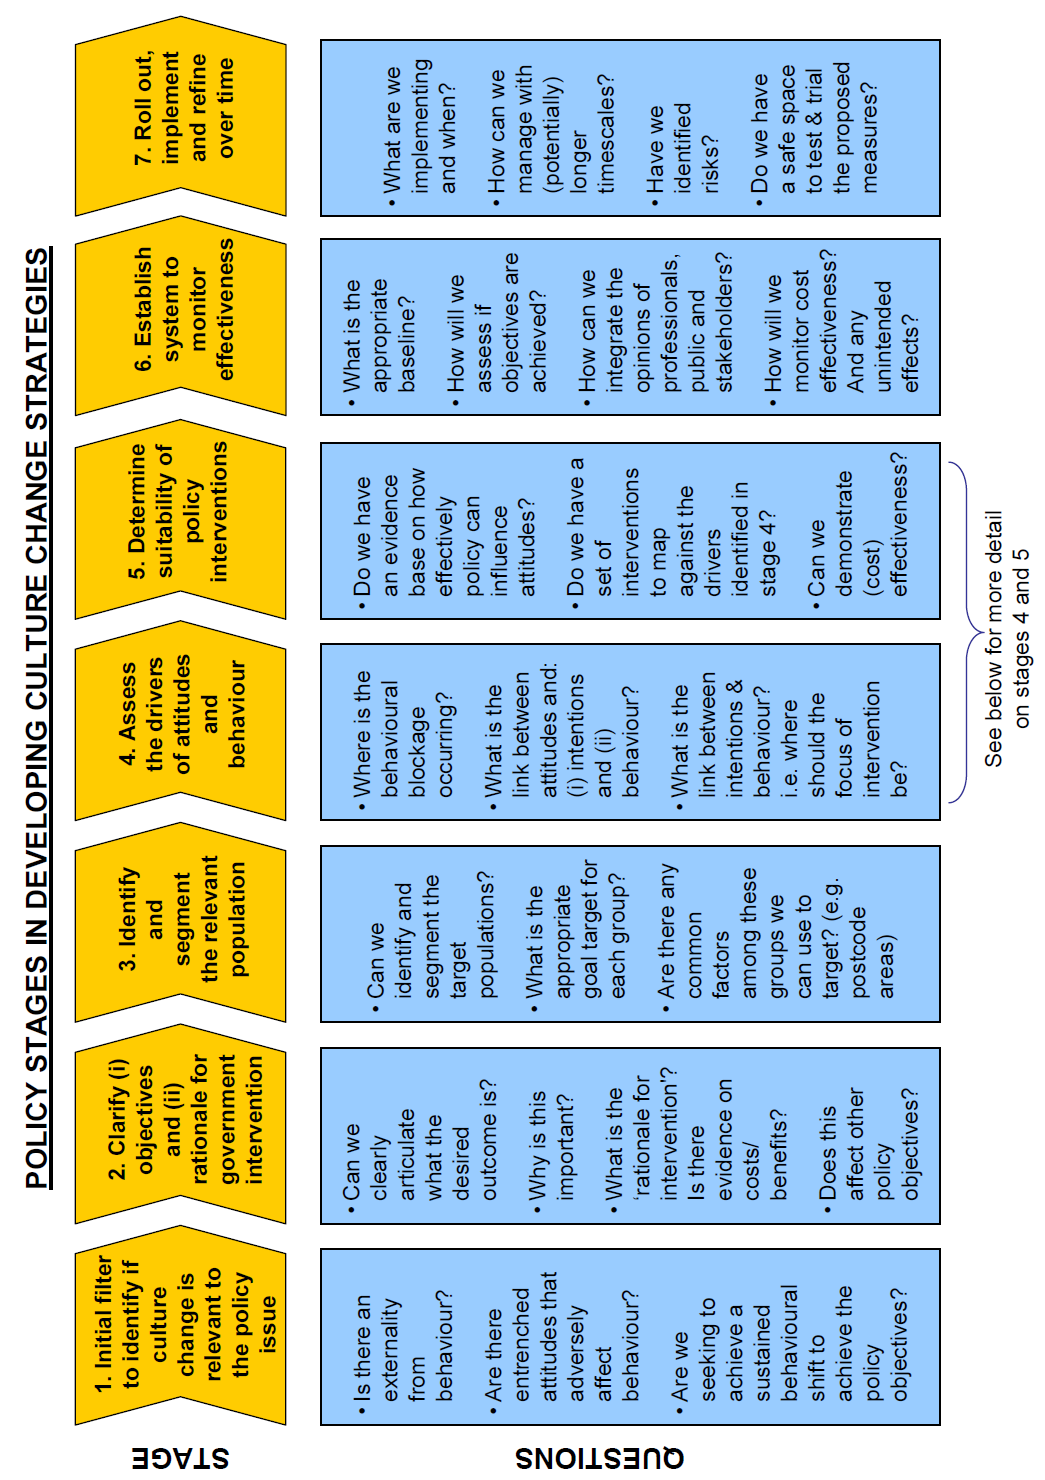 POLICY STAGES IN DEVELOPING CULTURE CHANGE STRATEGIES
STAGE
1. Initial filter
to identify if
culture
change is
relevant to
the policy
issue
2. Clarify (i)
objectives
and (ii)
rationale for
government
intervention
3. Identify
and
segment
the relevant
population
4. Assess
the drivers
of attitudes
and
behaviour
5. Determine
suitability of
policy
interventions
6. Establish
system to
monitor
effectiveness
7. Roll out,
implement
and refine
over time
QUESTIONS
• Is there an
externality
from
behaviour?
• Are there
entrenched
attitudes that
adversely
affect
behaviour?
• Are we
seeking to
achieve a
sustained
behavioural
shift to
achieve the
policy
objectives?
• Can we
clearly
articulate
what the
desired
outcome is?
• Why is this
important?
• What is the
‘rationale for
intervention'?
Is there
evidence on
costs/
benefits?
• Does this
affect other
policy
objectives?
• Can we
identify and
segment the
target
populations?
• What is the
appropriate
goal target for
each group?
• Are there any
common
factors
among these
groups we
can use to
target? (e.g.
postcode
areas)
• Where is the
behavioural
blockage
occurring?
• What is the
link between
attitudes and:
(i) intentions
and (ii)
behaviour?
• What is the
link between
intentions &
behaviour?
i.e. where
should the
focus of
intervention
be?
• Do we have
an evidence
base on how
effectively
policy can
influence
attitudes?
• Do we have a
set of
interventions
to map
against the
drivers
identified in
stage 4?
• Can we
demonstrate
(cost)
effectiveness?
• What is the
appropriate
baseline?
• How will we
assess if
objectives are
achieved?
• How can we
integrate the
opinions of
professionals,
public and
stakeholders?
• How will we
monitor cost
effectiveness?
And any
unintended
effects?
• What are we
implementing
and when?
• How can we
manage with
(potentially)
longer
timescales?
• Have we
identified
risks?
• Do we have
a safe space
to test & trial
the proposed
measures?
See below for more detail
on stages 4 and 5